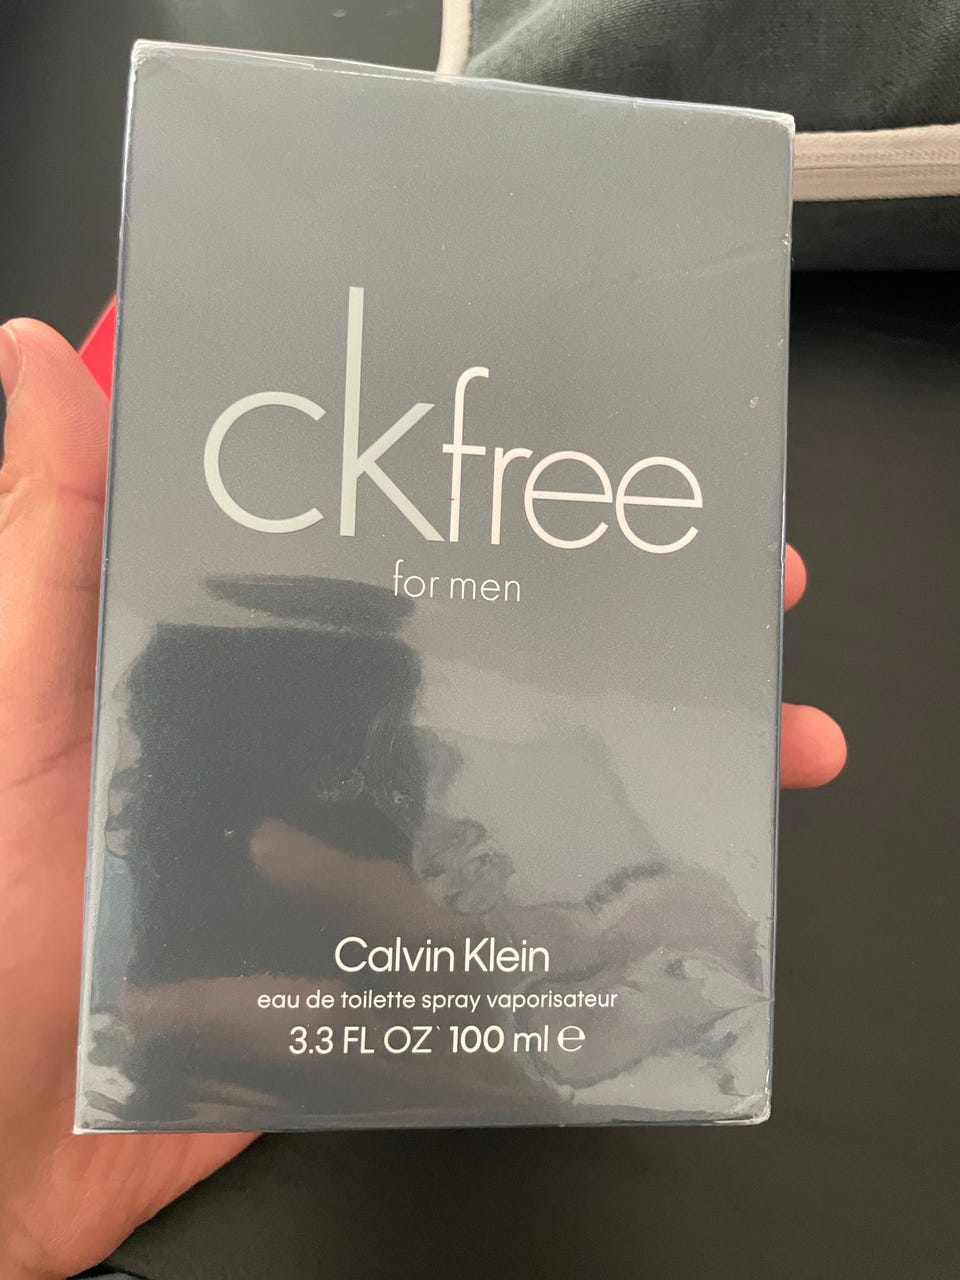 ckfree
for men
Calvin Klein
eau de toilette spray vaporisateur
3.3 FL OZ 100 ml ℮